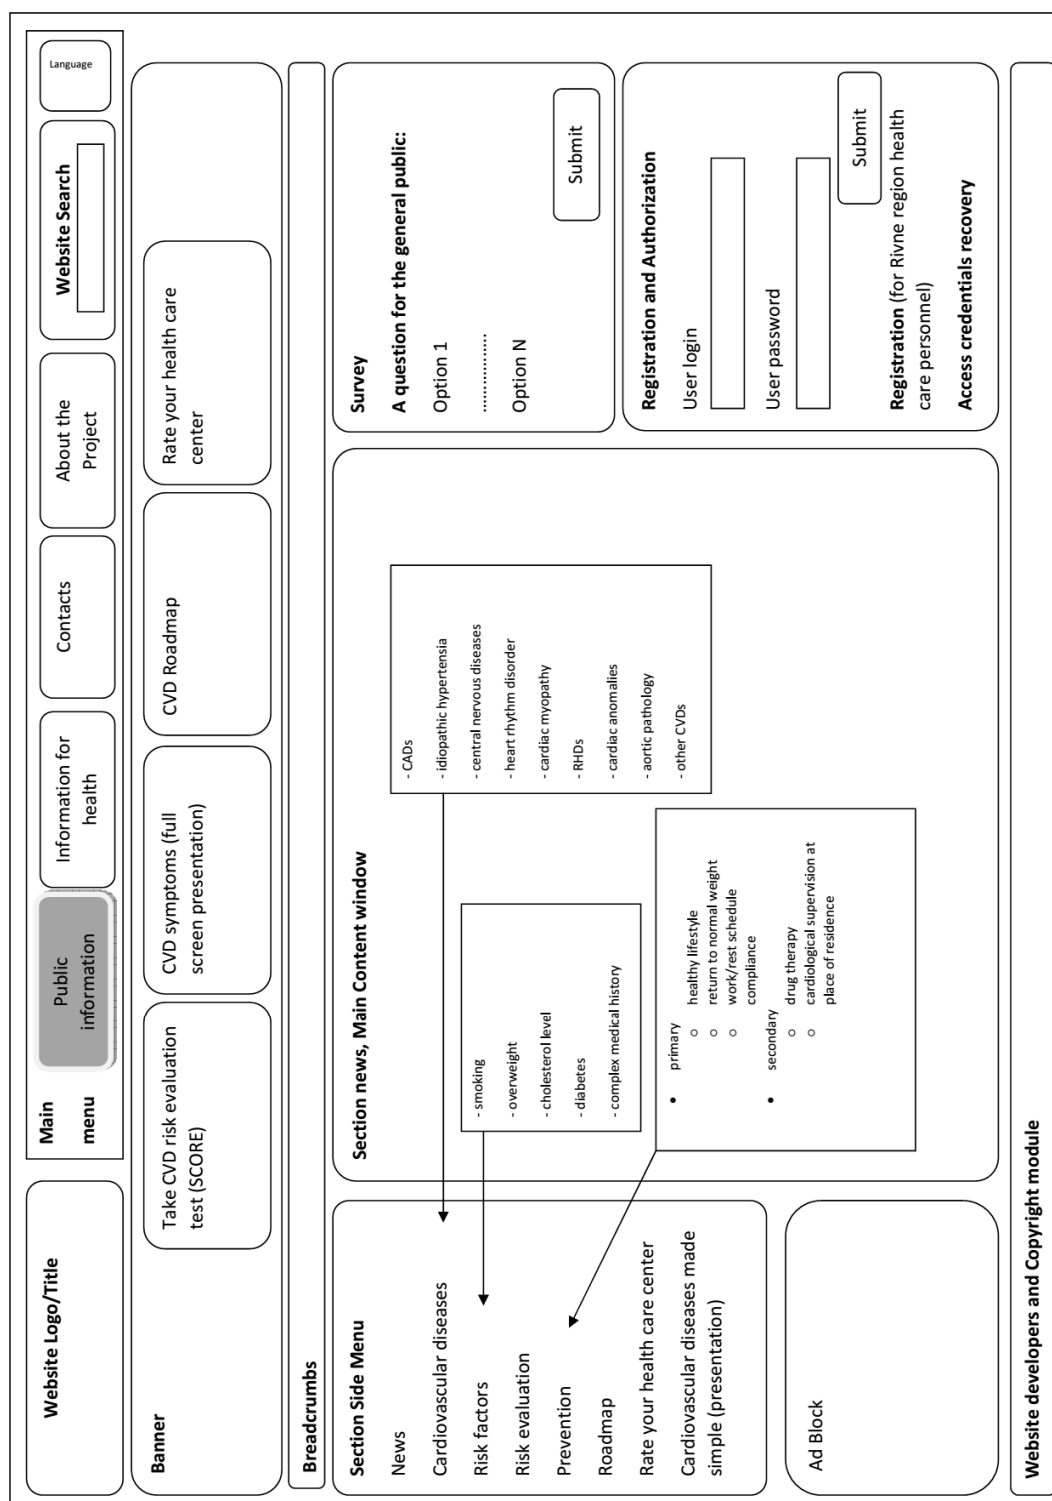 Website Logo/Title
Main
menu
Public
information
Information for
health
Contacts
About the
Project
Website Search
Language
Banner
Take CVD risk evaluation
test (SCORE)
CVD symptoms (full
screen presentation)
CVD Roadmap
Rate your health care
center
Breadcrumbs
Section Side Menu
News
Cardiovascular diseases
Risk factors
Risk evaluation
Prevention
Roadmap
Rate your health care center
Cardiovascular diseases made
simple (presentation)
Ad Block
Section news, Main Content window
- smoking
- overweight
- cholesterol level
- diabetes
- complex medical history
- CADs
- idiopathic hypertensia
- central nervous diseases
- heart rhythm disorder
- cardiac myopathy
- RHDs
- cardiac anomalies
- aortic pathology
- other CVDs
• primary
○ healthy lifestyle
○ return to normal weight
○ work/rest schedule
compliance
• secondary
○ drug therapy
○ cardiological supervision at
place of residence
Survey
A question for the general public:
Option 1
...................
Option N
Submit
Registration and Authorization
User login
User password
Submit
Registration (for Rivne region health
care personnel)
Access credentials recovery
Website developers and Copyright module